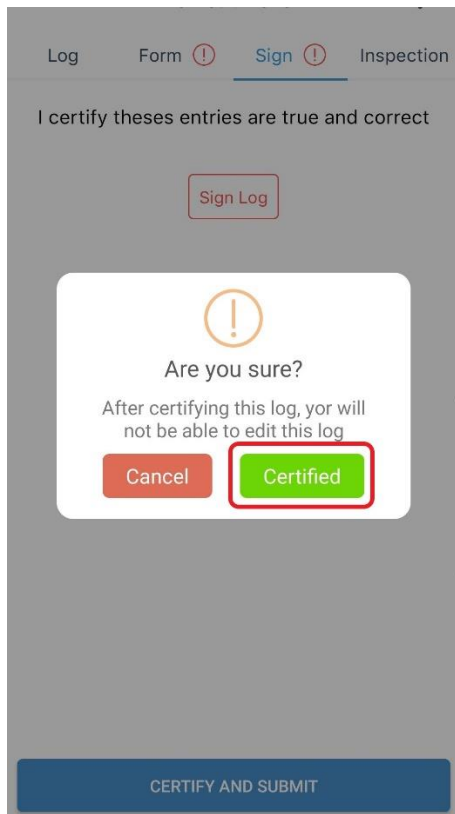 Log Form Sign Inspection
I certify theses entries are true and correct
Sign Log
Are you sure?
After certifying this log, yor will
not be able to edit this log
Cancel Certified
CERTIFY AND SUBMIT